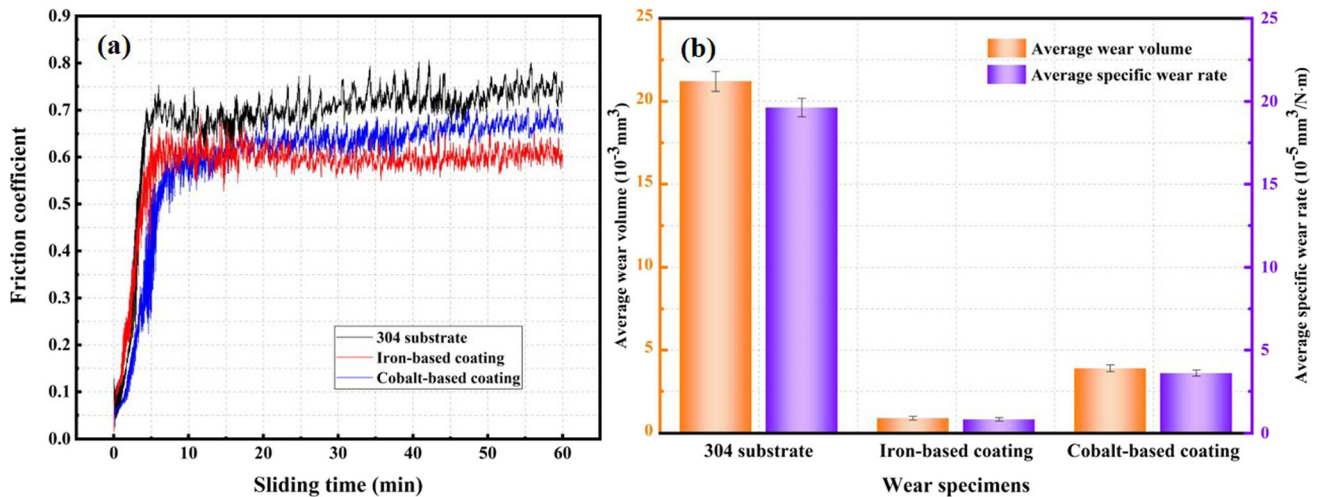 (a)
Friction coefficient
0.9
0.8
0.7
0.6
0.5
0.4
0.3
0.2
0.1
0.0
304 substrate
Iron-based coating
Cobalt-based coating
0 10 20 30 40 50 60
Sliding time (min)
(b)
Average wear volume (10⁻³ mm³)
25
20
15
10
5
0
Average wear volume
Average specific wear rate
25
20
15
10
5
0
Average specific wear rate (10⁻⁵ mm³/N·m)
304 substrate Iron-based coating Cobalt-based coating
Wear specimens